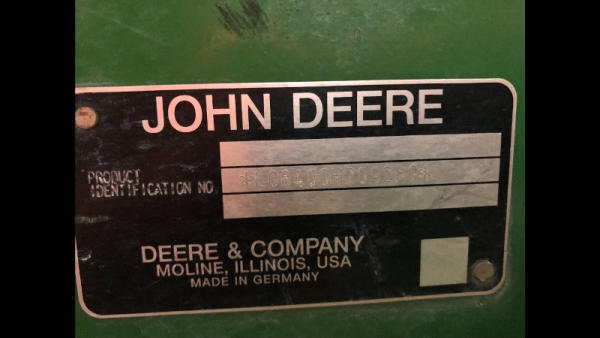 JOHN DEERE
PRODUCT
IDENTIFICATION NO.
DEERE & COMPANY
MOLINE, ILLINOIS, USA
MADE IN GERMANY